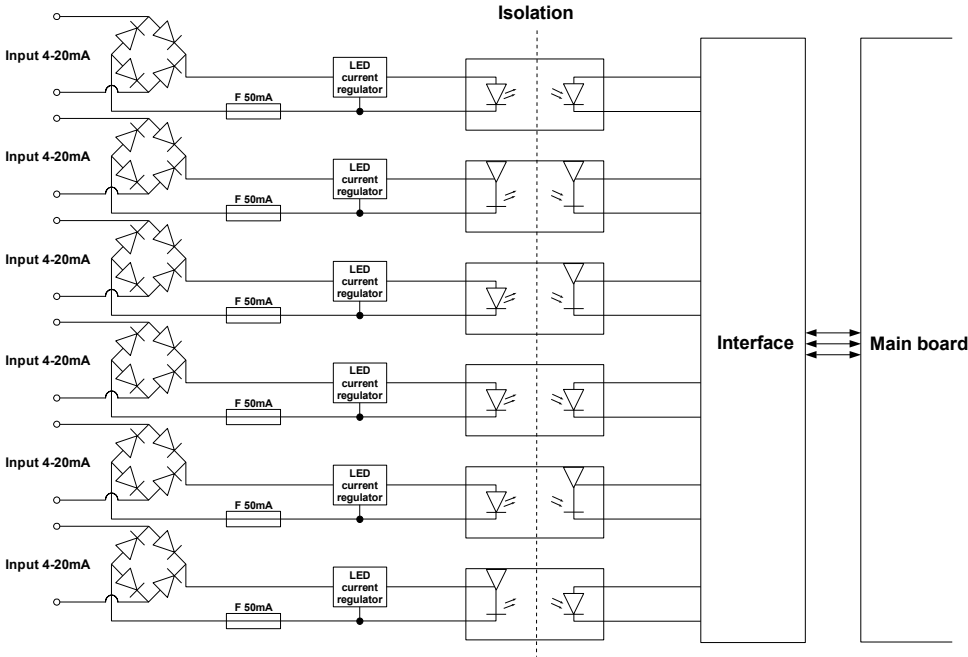 Isolation
Input 4-20mA
LED
current
regulator
F 50mA
Input 4-20mA
LED
current
regulator
F 50mA
Input 4-20mA
LED
current
regulator
F 50mA
Interface
Main board
Input 4-20mA
LED
current
regulator
F 50mA
Input 4-20mA
LED
current
regulator
F 50mA
Input 4-20mA
LED
current
regulator
F 50mA